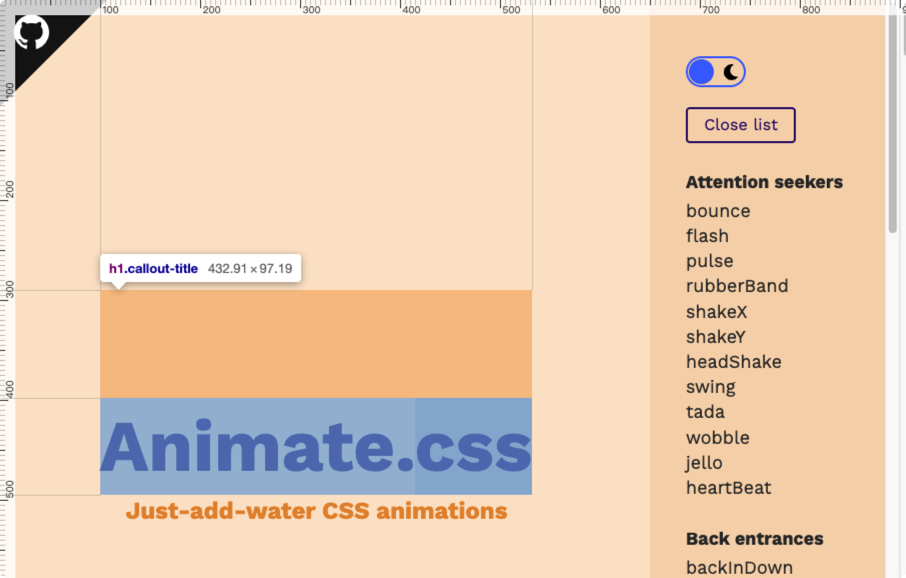 100 200 300 400 500 600 700 800
100
200
300
400
500
h1.callout-title 432.91 × 97.19
Animate.css
Just-add-water CSS animations
Close list
Attention seekers
bounce
flash
pulse
rubberBand
shakeX
shakeY
headShake
swing
tada
wobble
jello
heartBeat
Back entrances
backInDown